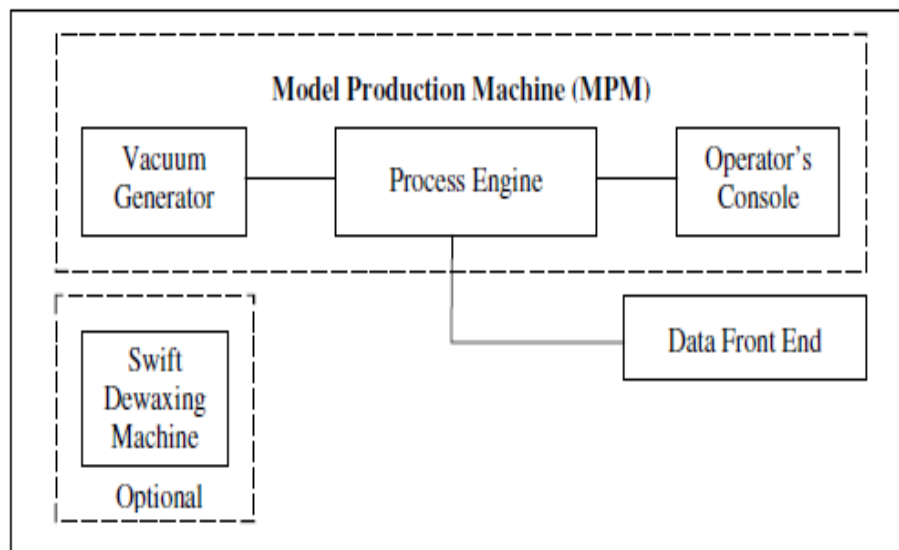 Model Production Machine (MPM)
Vacuum
Generator
Process Engine
Operator's
Console
Data Front End
Swift
Dewaxing
Machine
Optional